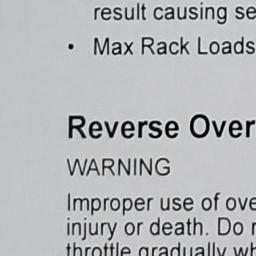 result causing se
• Max Rack Loads
Reverse Over
WARNING
Improper use of ove
injury or death. Do
throttle gradually wh